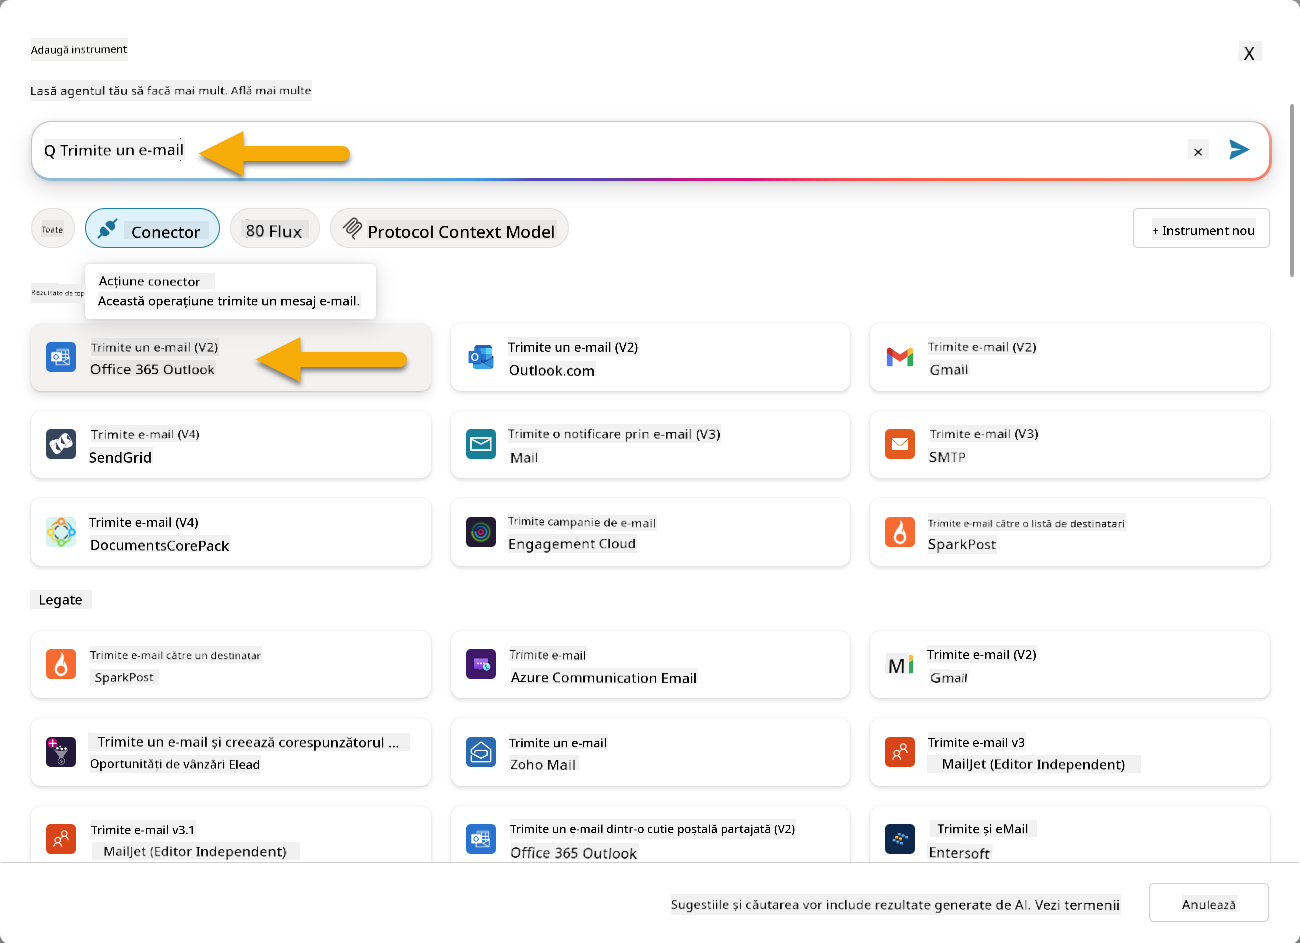 Adaugă instrument
X
Lasă agentul tău să facă mai mult. Află mai multe
Q Trimite un e-mail
Toate
Conector
80 Flux
Protocol Context Model
+ Instrument nou
Acțiune conector
Această operațiune trimite un mesaj e-mail.
Rezultate de top
Trimite un e-mail (V2)
Office 365 Outlook
Trimite un e-mail (V2)
Outlook.com
Trimite e-mail (V2)
Gmail
Trimite e-mail (V4)
SendGrid
Trimite o notificare prin e-mail (V3)
Mail
Trimite e-mail (V3)
SMTP
Trimite e-mail (V4)
DocumentsCorePack
Trimite campanie de e-mail
Engagement Cloud
Trimite e-mail către o listă de destinatari
SparkPost
Legate
Trimite e-mail către un destinatar
SparkPost
Trimite e-mail
Azure Communication Email
Trimite e-mail (V2)
Gmail
Trimite un e-mail și creează corespunzătorul ...
Oportunități de vânzări Elead
Trimite un e-mail
Zoho Mail
Trimite e-mail v3
MailJet (Editor Independent)
Trimite e-mail v3.1
MailJet (Editor Independent)
Trimite un e-mail dintr-o cutie poștală partajată (V2)
Office 365 Outlook
Trimite și eMail
Entersoft
Sugestiile și căutarea vor include rezultate generate de AI. Vezi termenii
Anulează